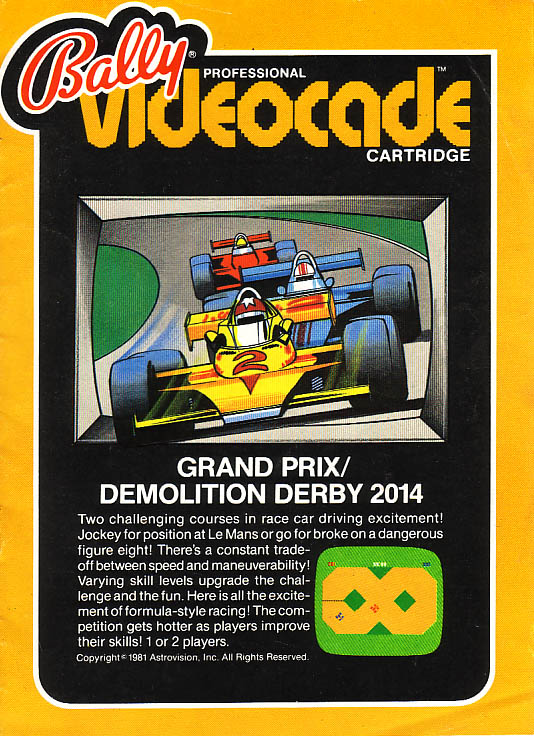 Bally®
PROFESSIONAL
Videocade™
CARTRIDGE
2
GRAND PRIX/
DEMOLITION DERBY 2014
Two challenging courses in race car driving excitement!
Jockey for position at Le Mans or go for broke on a dangerous
figure eight! There's a constant trade-
off between speed and maneuverability!
Varying skill levels upgrade the chal-
lenge and the fun. Here is all the excite-
ment of formula-style racing! The com-
petition gets hotter as players improve
their skills! 1 or 2 players.
Copyright © 1981 Astrovision, Inc. All Rights Reserved.